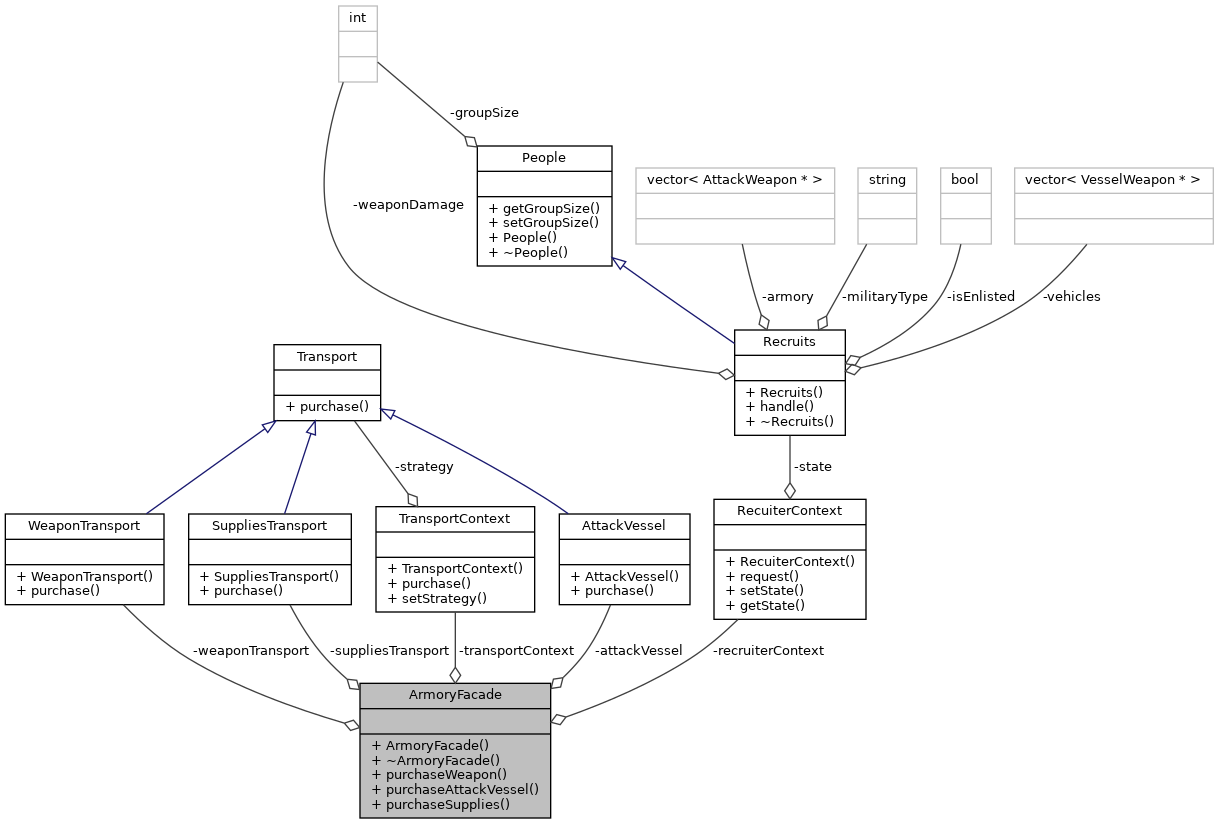 int
-groupSize
People
+ getGroupSize()
+ setGroupSize()
+ People()
+ ~People()
vector< AttackWeapon * >
string
bool
vector< VesselWeapon * >
-weaponDamage
-armory
-militaryType
-isEnlisted
-vehicles
Recruits
+ Recruits()
+ handle()
+ ~Recruits()
Transport
+ purchase()
-strategy
-state
WeaponTransport
+ WeaponTransport()
+ purchase()
SuppliesTransport
+ SuppliesTransport()
+ purchase()
TransportContext
+ TransportContext()
+ purchase()
+ setStrategy()
AttackVessel
+ AttackVessel()
+ purchase()
RecuiterContext
+ RecuiterContext()
+ request()
+ setState()
+ getState()
-weaponTransport
-suppliesTransport
-transportContext
-attackVessel
-recruiterContext
ArmoryFacade
+ ArmoryFacade()
+ ~ArmoryFacade()
+ purchaseWeapon()
+ purchaseAttackVessel()
+ purchaseSupplies()